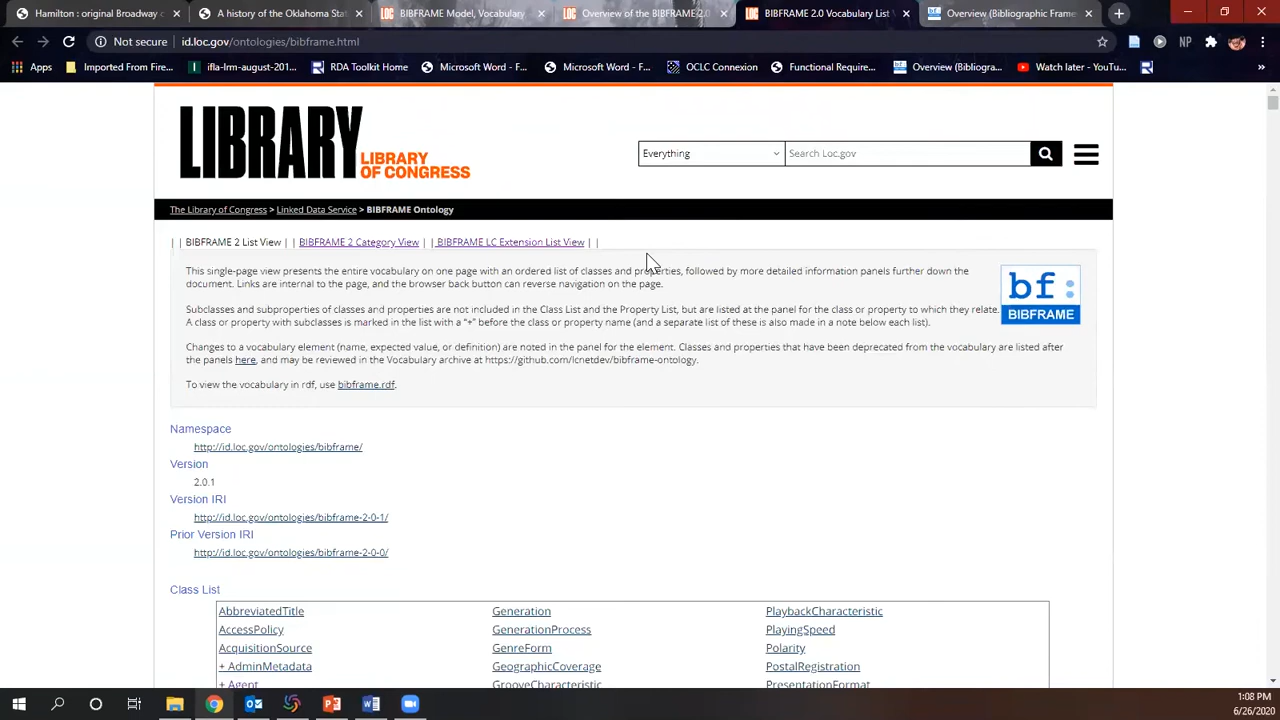 Hamilton : original Broadway c
A history of the Oklahoma Stat
BIBFRAME Model, Vocabulary
Overview of the BIBFRAME 2.0
BIBFRAME 2.0 Vocabulary List
Overview (Bibliographic Frame
Not secure | id.loc.gov/ontologies/bibframe.html
NP
Apps
Imported From Fire...
ifla-lrm-august-201...
RDA Toolkit Home
Microsoft Word - F...
Microsoft Word - F...
OCLC Connexion
Functional Require...
Overview (Bibliogra...
Watch later - YouTu...
»
LIBRARY
LIBRARY
OF CONGRESS
Everything
Search Loc.gov
The Library of Congress > Linked Data Service > BIBFRAME Ontology
| | BIBFRAME 2 List View | | BIBFRAME 2 Category View | | BIBFRAME LC Extension List View | |
This single-page view presents the entire vocabulary on one page with an ordered list of classes and properties, followed by more detailed information panels further down the
document. Links are internal to the page, and the browser back button can reverse navigation on the page.
Subclasses and subproperties of classes and properties are not included in the Class List and the Property List, but are listed at the panel for the class or property to which they relate.
A class or property with subclasses is marked in the list with a "+" before the class or property name (and a separate list of these is also made in a note below each list).
Changes to a vocabulary element (name, expected value, or definition) are noted in the panel for the element. Classes and properties that have been deprecated from the vocabulary are listed after
the panels here, and may be reviewed in the Vocabulary archive at https://github.com/lcnetdev/bibframe-ontology.
To view the vocabulary in rdf, use bibframe.rdf.
bf:
BIBFRAME
Namespace
http://id.loc.gov/ontologies/bibframe/
Version
2.0.1
Version IRI
http://id.loc.gov/ontologies/bibframe-2-0-1/
Prior Version IRI
http://id.loc.gov/ontologies/bibframe-2-0-0/
Class List
AbbreviatedTitle
AccessPolicy
AcquisitionSource
+ AdminMetadata
+ Agent
Generation
GenerationProcess
GenreForm
GeographicCoverage
GrooveCharacteristic
PlaybackCharacteristic
PlayingSpeed
Polarity
PostalRegistration
PresentationFormat
1:08 PM
6/26/2020